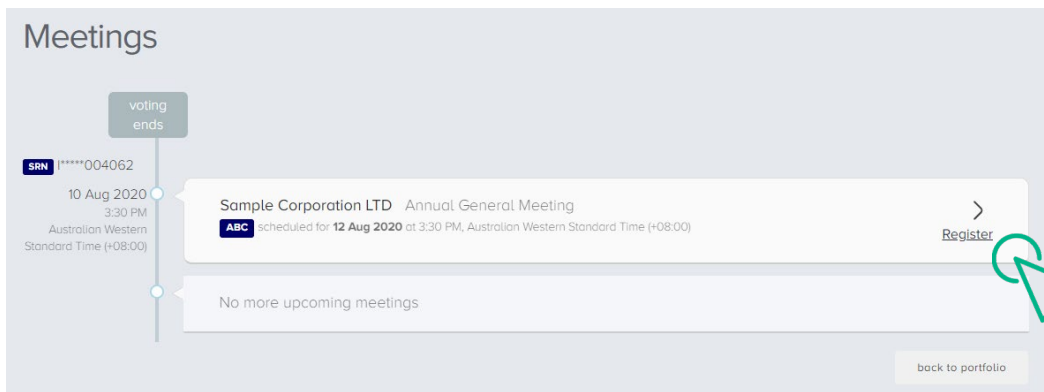 Meetings
voting
ends
SRN I*****004062
10 Aug 2020
3:30 PM
Australian Western
Standard Time (+08:00)
Sample Corporation LTD Annual General Meeting
ABC scheduled for 12 Aug 2020 at 3:30 PM, Australian Western Standard Time (+08:00)
Register
No more upcoming meetings
back to portfolio